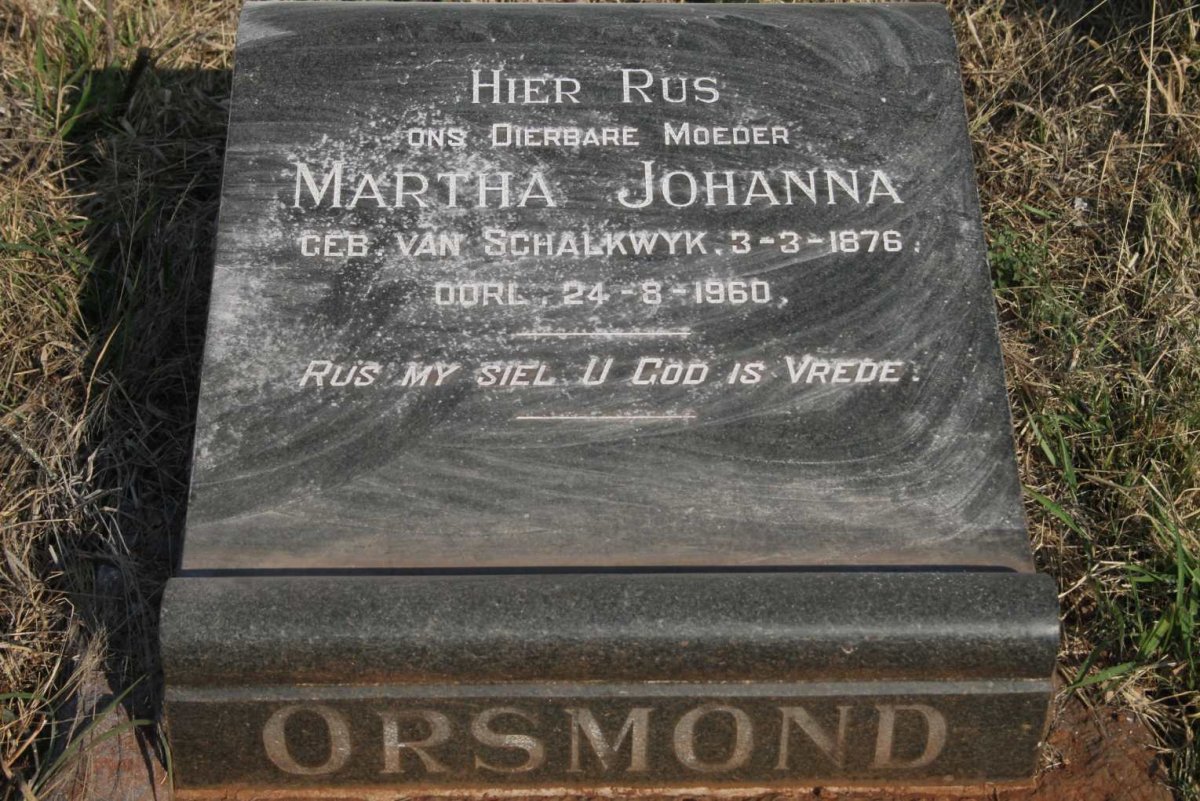 HIER RUS
ONS DIERBARE MOEDER
MARTHA JOHANNA
GEB. VAN SCHALKWYK. 3-3-1876.
OORL. 24-8-1960.
RUS MY SIEL. U GOD IS VREDE.
ORSMOND